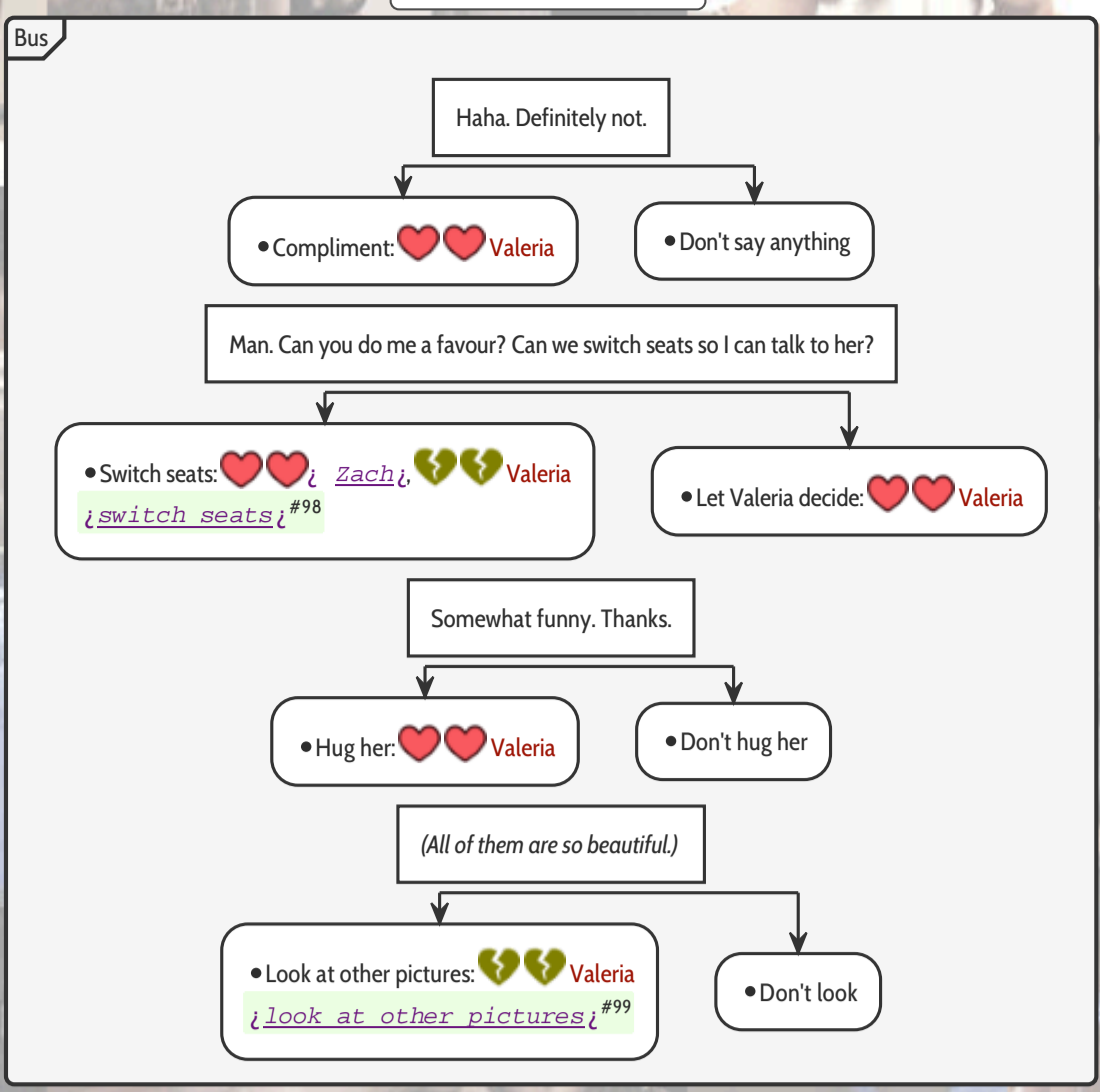 Bus
Haha. Definitely not.
•Compliment: Valeria
•Don't say anything
Man. Can you do me a favour? Can we switch seats so I can talk to her?
•Switch seats: ¿ Zach¿, Valeria
¿switch seats¿#98
•Let Valeria decide: Valeria
Somewhat funny. Thanks.
•Hug her: Valeria
•Don't hug her
(All of them are so beautiful.)
•Look at other pictures: Valeria
¿look at other pictures¿#99
•Don't look